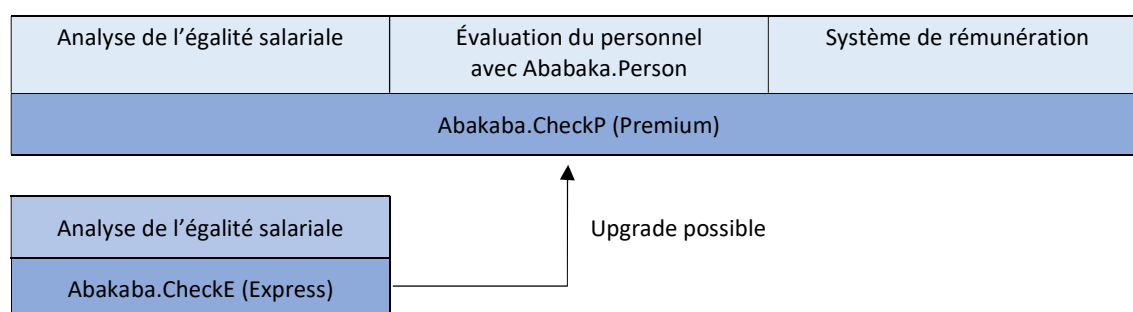 Analyse de l’égalité salariale
Évaluation du personnel
avec Ababaka.Person
Système de rémunération
Abakaba.CheckP (Premium)
Analyse de l’égalité salariale
Upgrade possible
Abakaba.CheckE (Express)